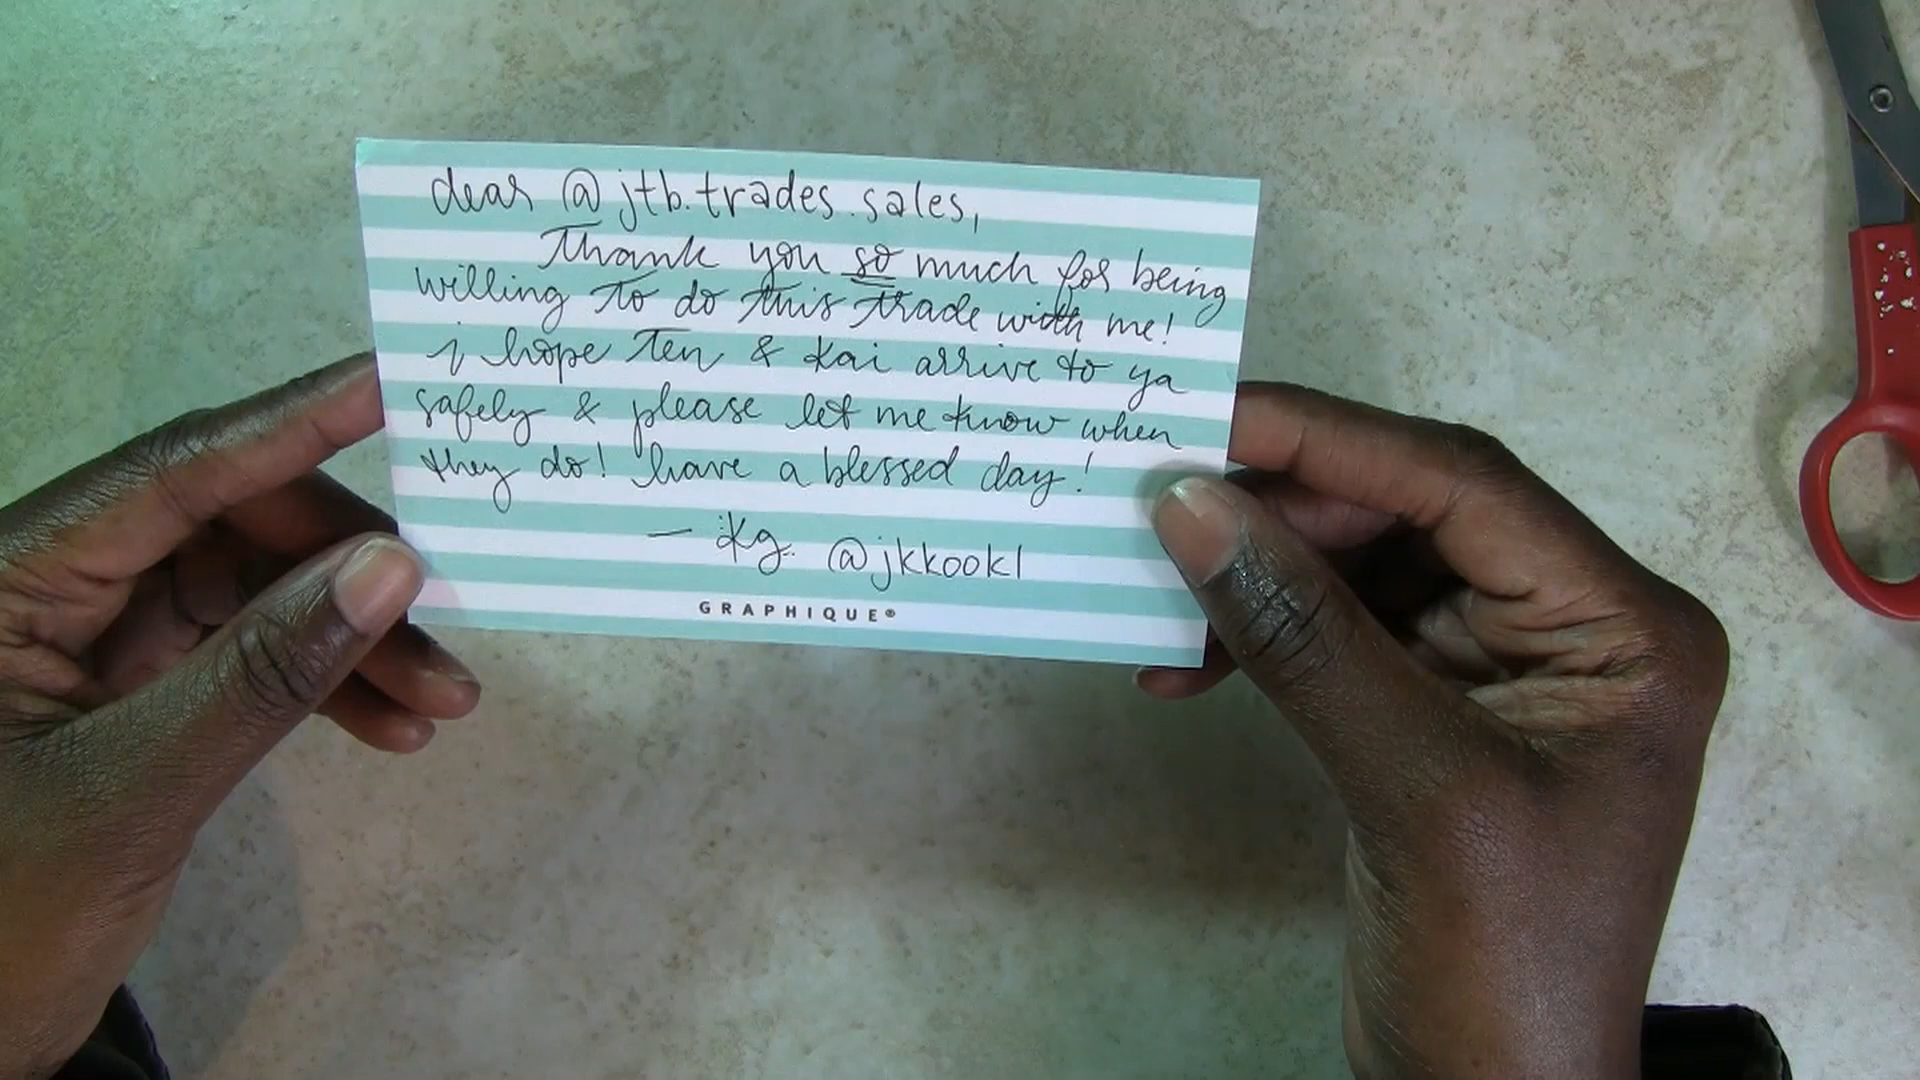 dear @jtb.trades.sales,
Thank you so much for being
willing to do this trade with me!
i hope Ten & Kai arrive to ya
safely & please let me know when
they do! have a blessed day!
— kg. @jkkookl
GRAPHIQUE®